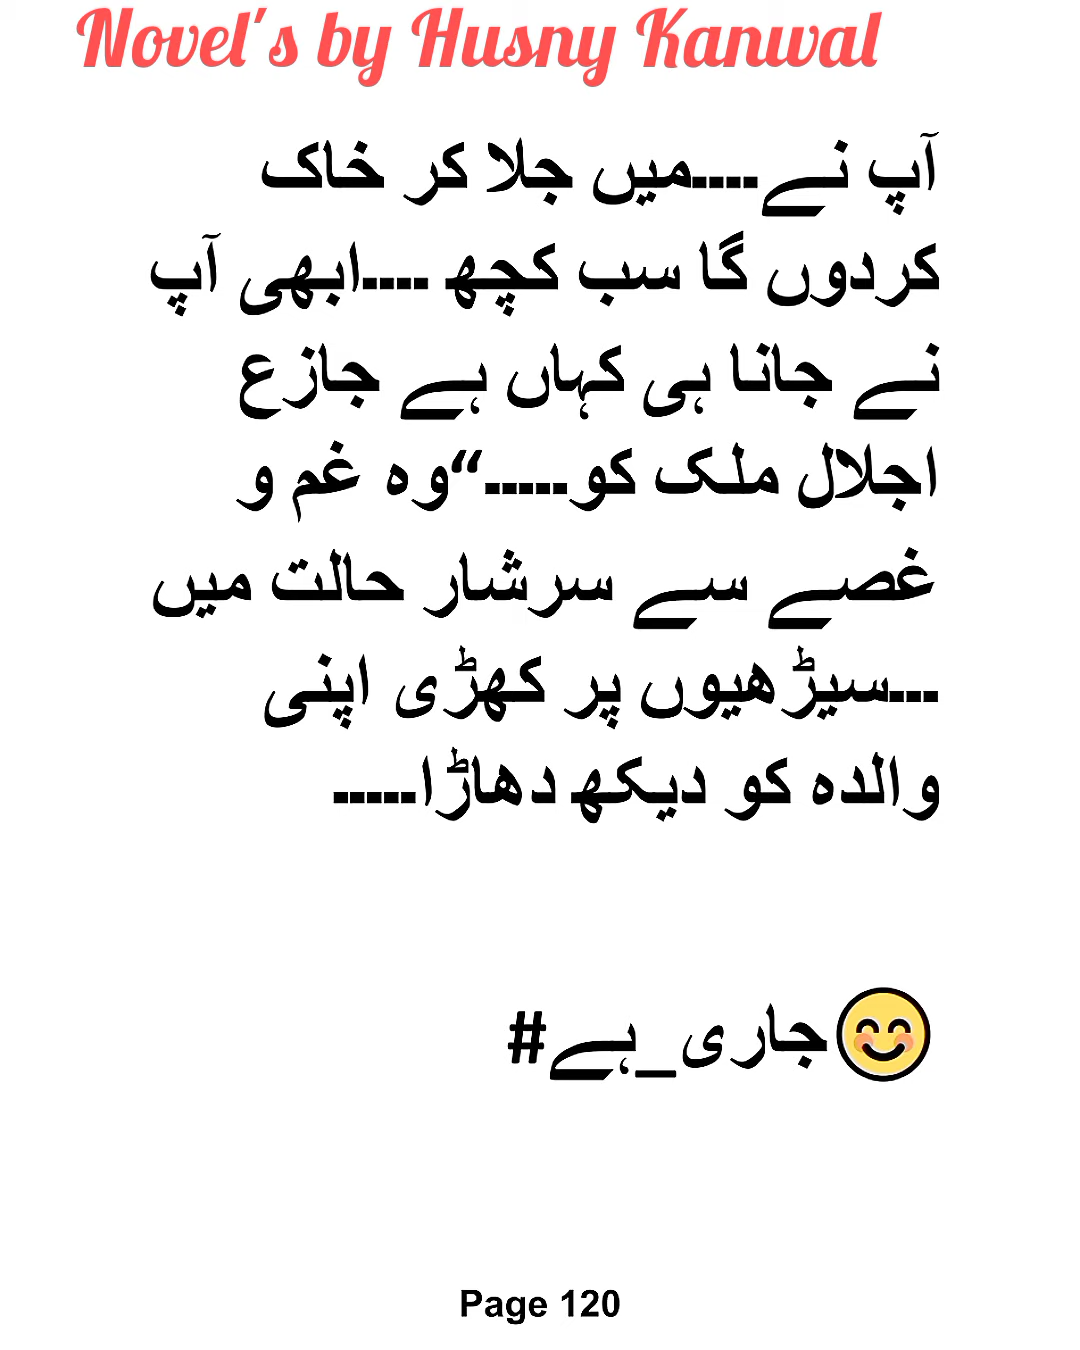 Novel's by Husny Kanwal
آپ نے....میں جلا کر خاک
کردوں گا سب کچھ ....ابھی آپ
نے جانا ہی کہاں ہے جازع
اجلال ملک کو.....“وہ غم و
غصے سے سرشار حالت میں
...سیڑھیوں پر کھڑی اپنی
والدہ کو دیکھ دھاڑا.....
😊جاری_ہے#
Page 120